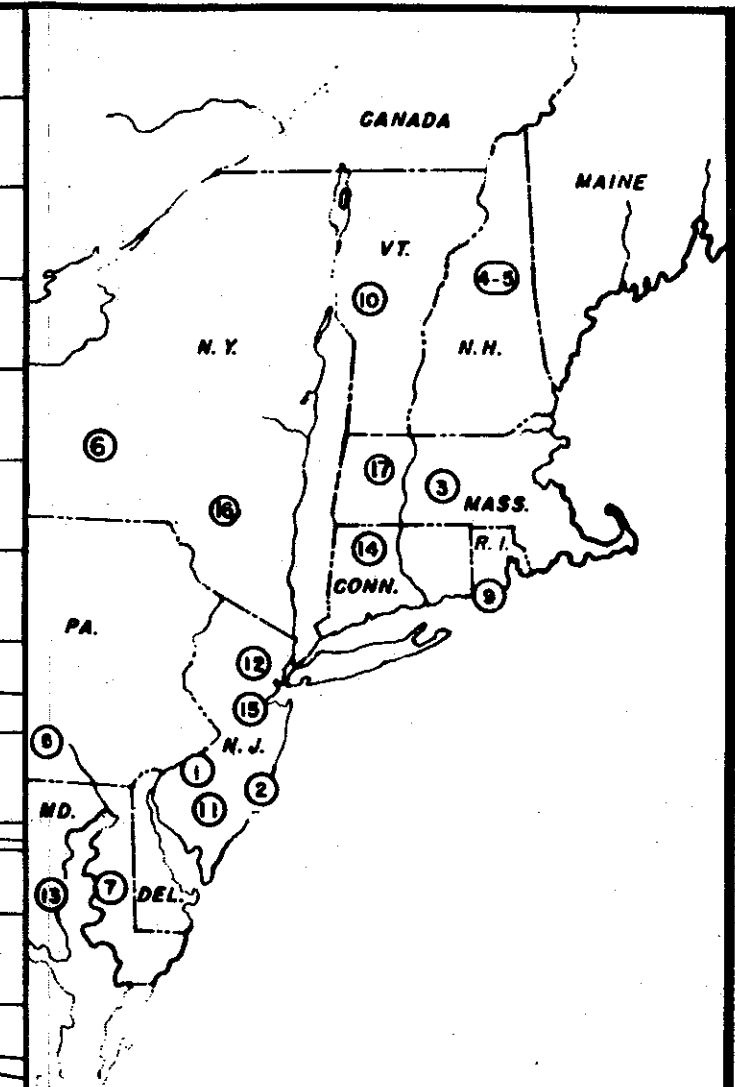 CANADA
MAINE
VT.
4-5
10
N.Y.
N.H.
6
17
3
MASS.
16
R.I.
14
CONN.
9
PA.
12
15
N.J.
8
1
2
MD.
11
7
13
DEL.